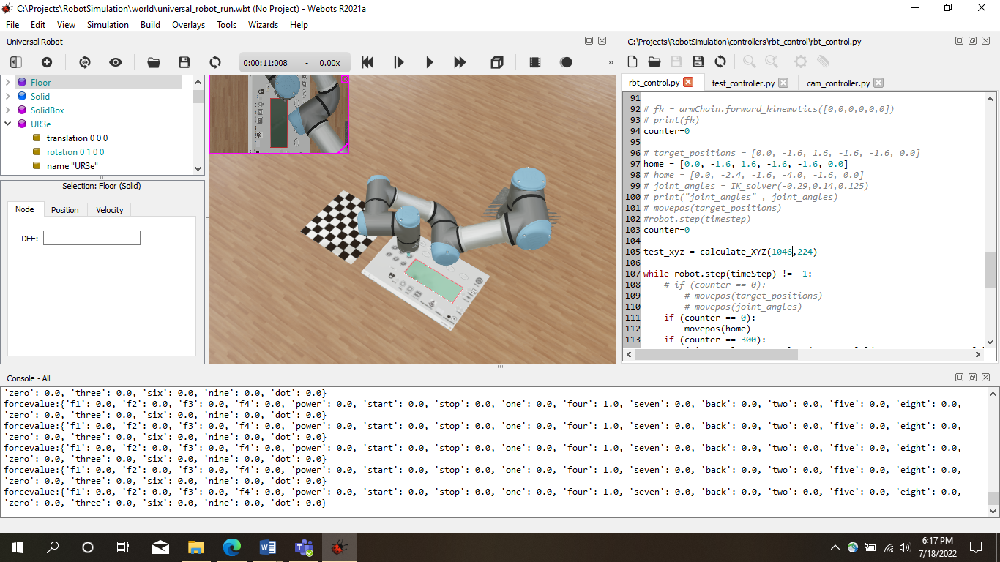 C:\Projects\RobotSimulation\world\universal_robot_run.wbt (No Project) - Webots R2021a
File Edit View Simulation Build Overlays Tools Wizards Help
Universal Robot
0:00:11:008 - 0.00x
Floor
Solid
SolidBox
UR3e
translation 0 0 0
rotation 0 1 0 0
name "UR3e"
Selection: Floor (Solid)
Node Position Velocity
DEF:
C:\Projects\RobotSimulation\controllers\rbt_control\rbt_control.py
rbt_control.py test_controller.py cam_controller.py
91
92 # fk = armChain.forward_kinematics([0,0,0,0,0,0])
93 # print(fk)
94 counter=0
95
96 # target_positions = [0.0, -1.6, 1.6, -1.6, -1.6, 0.0]
97 home = [0.0, -1.6, 1.6, -1.6, -1.6, 0.0]
98 # home = [0.0, -2.4, -1.6, -4.0, -1.6, 0.0]
99 # joint_angles = IK_solver(-0.29,0.14,0.125)
100 # print("joint_angles" , joint_angles)
101 # movepos(target_positions)
102 #robot.step(timestep)
103 counter=0
104
105 test_xyz = calculate_XYZ(1046,224)
106
107 while robot.step(timeStep) != -1:
108 # if (counter == 0):
109 # movepos(target_positions)
110 # movepos(joint_angles)
111 if (counter == 0):
112 movepos(home)
113 if (counter == 300):
Console - All
'zero': 0.0, 'three': 0.0, 'six': 0.0, 'nine': 0.0, 'dot': 0.0}
forcevalue:{'f1': 0.0, 'f2': 0.0, 'f3': 0.0, 'f4': 0.0, 'power': 0.0, 'start': 0.0, 'stop': 0.0, 'one': 0.0, 'four': 1.0, 'seven': 0.0, 'back': 0.0, 'two': 0.0, 'five': 0.0, 'eight': 0.0,
'zero': 0.0, 'three': 0.0, 'six': 0.0, 'nine': 0.0, 'dot': 0.0}
forcevalue:{'f1': 0.0, 'f2': 0.0, 'f3': 0.0, 'f4': 0.0, 'power': 0.0, 'start': 0.0, 'stop': 0.0, 'one': 0.0, 'four': 1.0, 'seven': 0.0, 'back': 0.0, 'two': 0.0, 'five': 0.0, 'eight': 0.0,
'zero': 0.0, 'three': 0.0, 'six': 0.0, 'nine': 0.0, 'dot': 0.0}
forcevalue:{'f1': 0.0, 'f2': 0.0, 'f3': 0.0, 'f4': 0.0, 'power': 0.0, 'start': 0.0, 'stop': 0.0, 'one': 0.0, 'four': 1.0, 'seven': 0.0, 'back': 0.0, 'two': 0.0, 'five': 0.0, 'eight': 0.0,
'zero': 0.0, 'three': 0.0, 'six': 0.0, 'nine': 0.0, 'dot': 0.0}
forcevalue:{'f1': 0.0, 'f2': 0.0, 'f3': 0.0, 'f4': 0.0, 'power': 0.0, 'start': 0.0, 'stop': 0.0, 'one': 0.0, 'four': 1.0, 'seven': 0.0, 'back': 0.0, 'two': 0.0, 'five': 0.0, 'eight': 0.0,
'zero': 0.0, 'three': 0.0, 'six': 0.0, 'nine': 0.0, 'dot': 0.0}
forcevalue:{'f1': 0.0, 'f2': 0.0, 'f3': 0.0, 'f4': 0.0, 'power': 0.0, 'start': 0.0, 'stop': 0.0, 'one': 0.0, 'four': 1.0, 'seven': 0.0, 'back': 0.0, 'two': 0.0, 'five': 0.0, 'eight': 0.0,
'zero': 0.0, 'three': 0.0, 'six': 0.0, 'nine': 0.0, 'dot': 0.0}
6:17 PM
7/18/2022